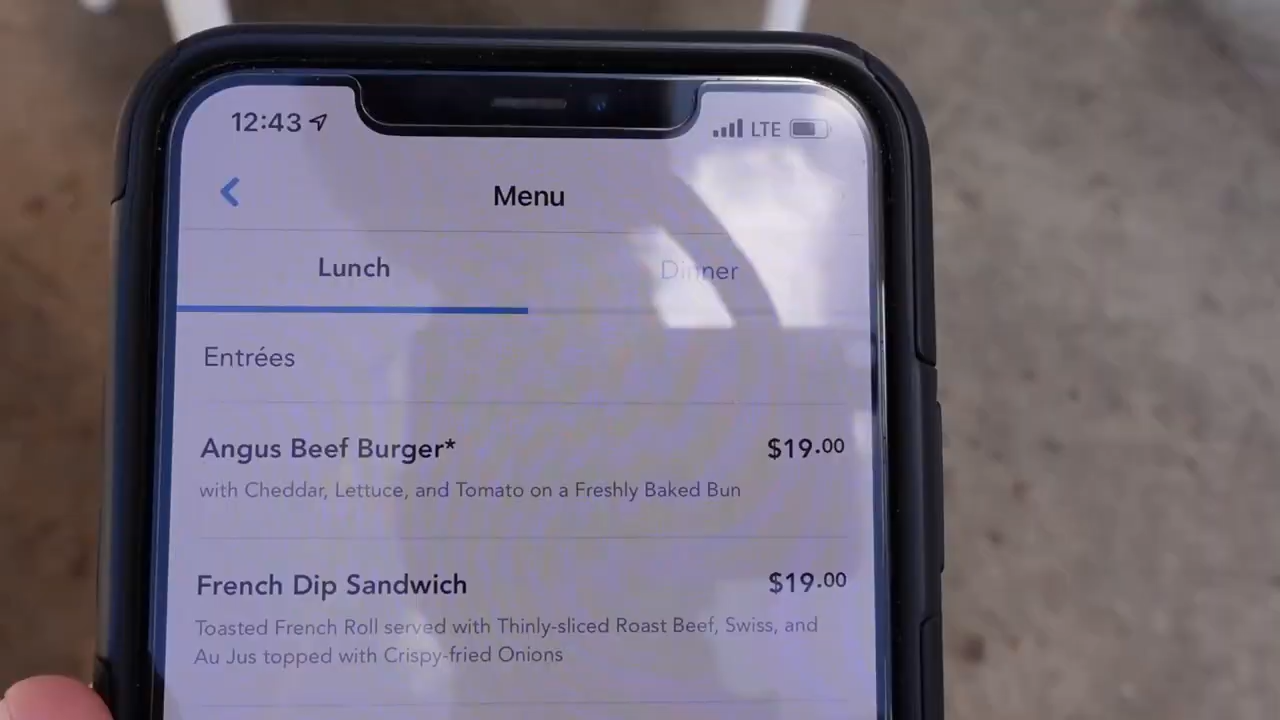 12:43 LTE
Menu
Lunch Dinner
Entrées
Angus Beef Burger* $19.00
with Cheddar, Lettuce, and Tomato on a Freshly Baked Bun
French Dip Sandwich $19.00
Toasted French Roll served with Thinly-sliced Roast Beef, Swiss, and
Au Jus topped with Crispy-fried Onions